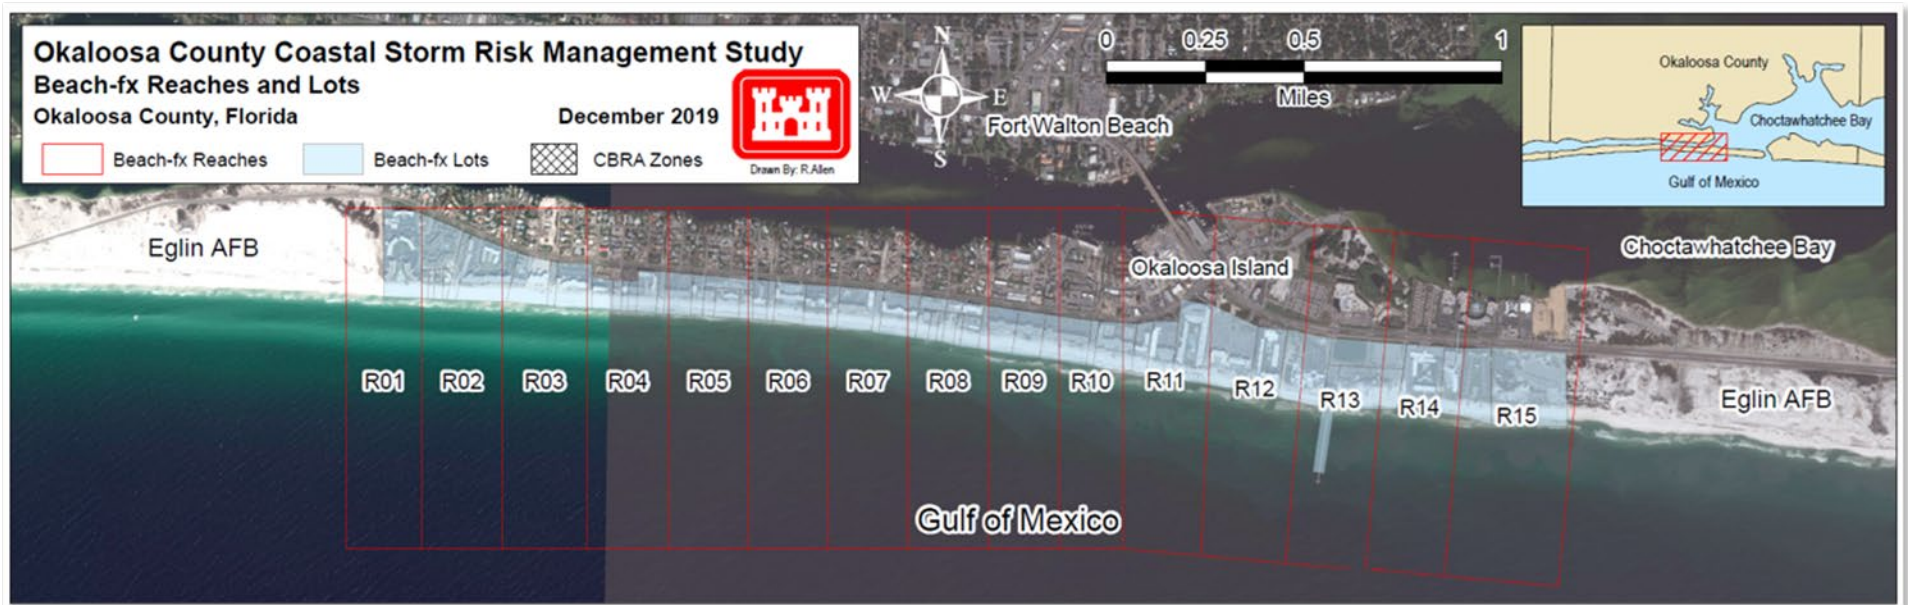 Okaloosa County Coastal Storm Risk Management Study
Beach-fx Reaches and Lots
Okaloosa County, Florida December 2019
Beach-fx Reaches Beach-fx Lots CBRA Zones
Drawn By: R.Allen
N
W E
S
0 0.25 0.5 1
Miles
Fort Walton Beach
Okaloosa County
Choctawhatchee Bay
Gulf of Mexico
Eglin AFB
Okaloosa Island
Choctawhatchee Bay
R01 R02 R03 R04 R05 R06 R07 R08 R09 R10 R11 R12 R13 R14 R15
Eglin AFB
Gulf of Mexico